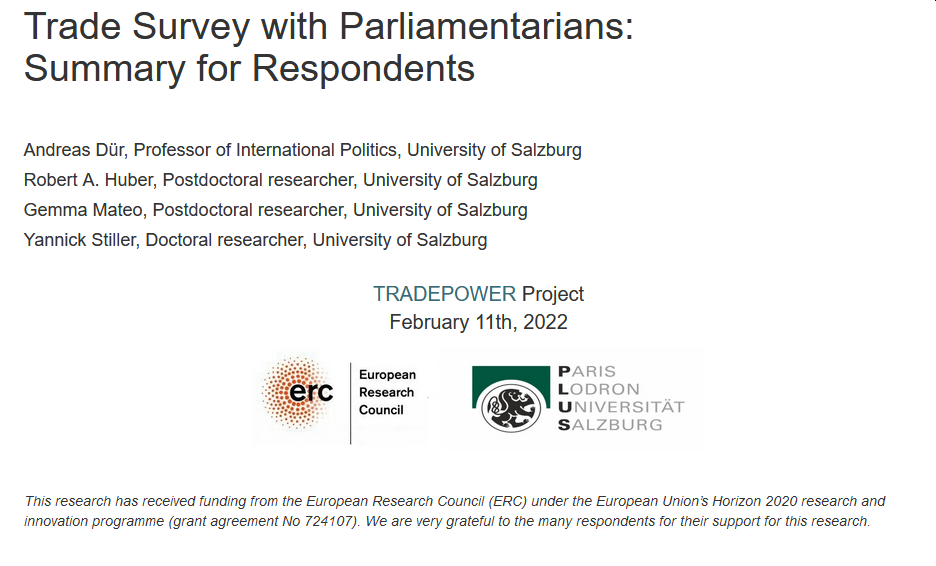 Trade Survey with Parliamentarians:
Summary for Respondents
Andreas Dür, Professor of International Politics, University of Salzburg
Robert A. Huber, Postdoctoral researcher, University of Salzburg
Gemma Mateo, Postdoctoral researcher, University of Salzburg
Yannick Stiller, Doctoral researcher, University of Salzburg
TRADEPOWER Project
February 11th, 2022
erc
European
Research
Council
PARIS
LODRON
UNIVERSITÄT
SALZBURG
This research has received funding from the European Research Council (ERC) under the European Union’s Horizon 2020 research and
innovation programme (grant agreement No 724107). We are very grateful to the many respondents for their support for this research.